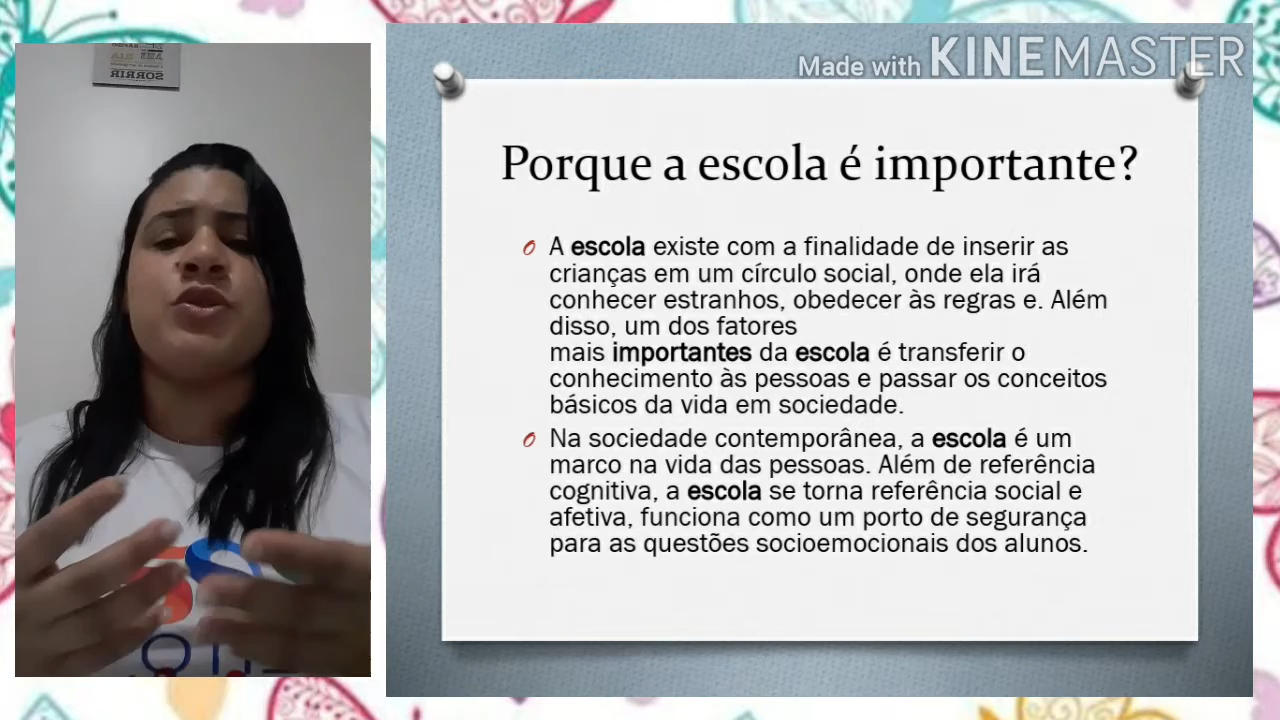 SORRIR
Made with KINEMASTER
Porque a escola é importante?
A escola existe com a finalidade de inserir as
crianças em um círculo social, onde ela irá
conhecer estranhos, obedecer às regras e. Além
disso, um dos fatores
mais importantes da escola é transferir o
conhecimento às pessoas e passar os conceitos
básicos da vida em sociedade.
Na sociedade contemporânea, a escola é um
marco na vida das pessoas. Além de referência
cognitiva, a escola se torna referência social e
afetiva, funciona como um porto de segurança
para as questões socioemocionais dos alunos.